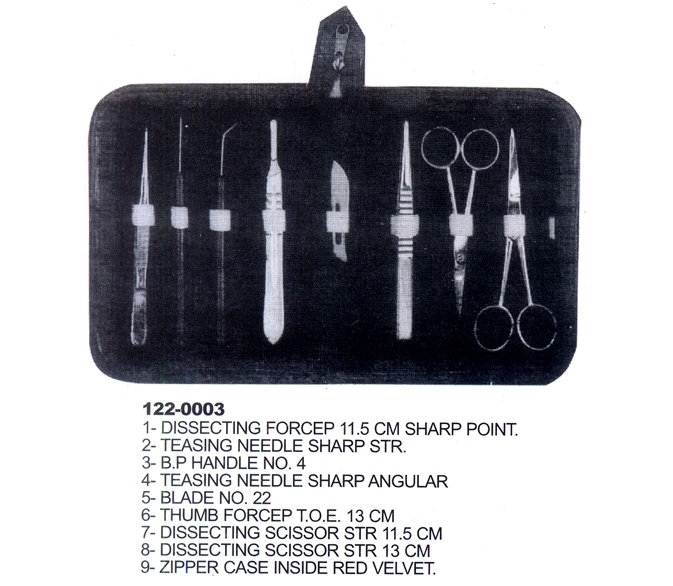 122-0003
1- DISSECTING FORCEP 11.5 CM SHARP POINT.
2- TEASING NEEDLE SHARP STR.
3- B.P HANDLE NO. 4
4- TEASING NEEDLE SHARP ANGULAR
5- BLADE NO. 22
6- THUMB FORCEP T.O.E. 13 CM
7- DISSECTING SCISSOR STR 11.5 CM
8- DISSECTING SCISSOR STR 13 CM
9- ZIPPER CASE INSIDE RED VELVET.